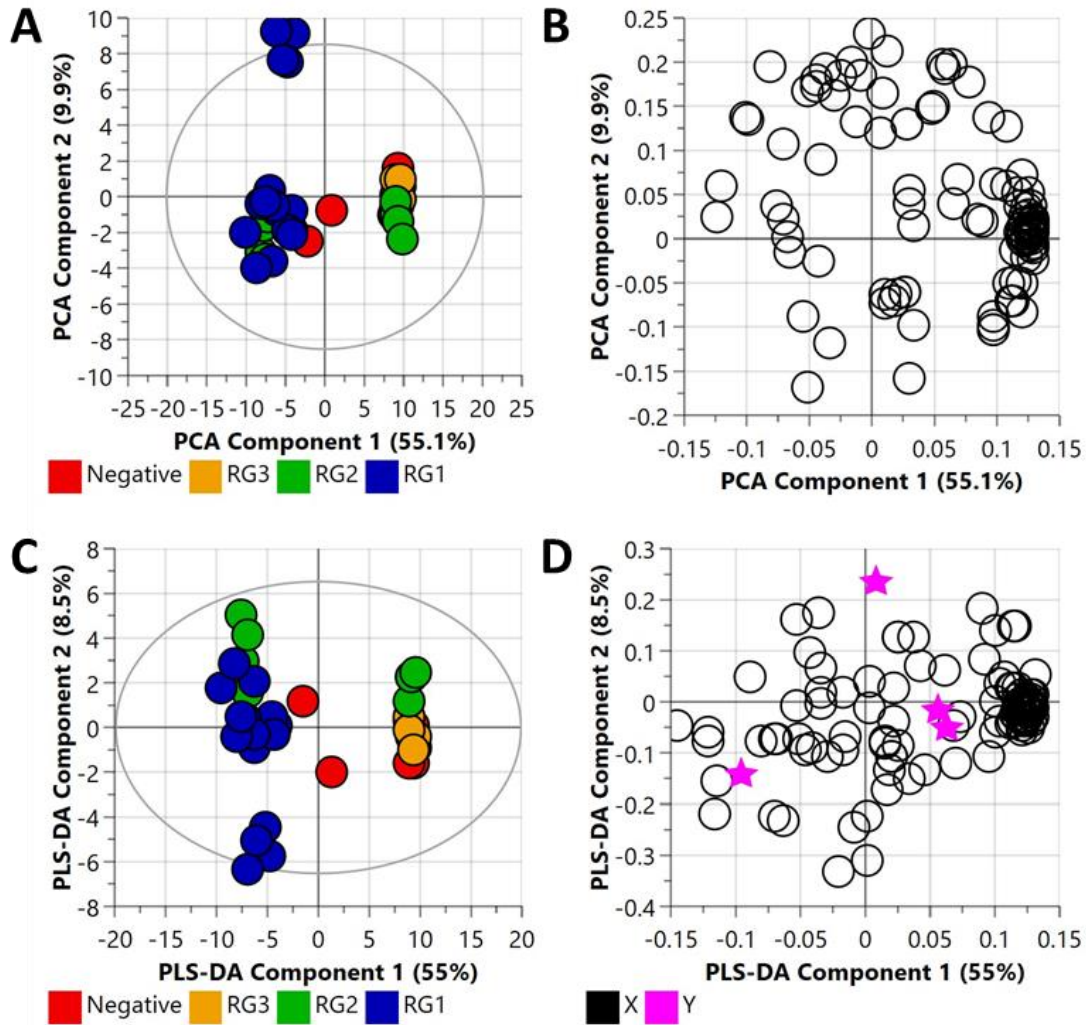 A
PCA Component 2 (9.9%)
10
8
6
4
2
0
-2
-4
-6
-8
-10
-25 -20 -15 -10 -5 0 5 10 15 20 25
PCA Component 1 (55.1%)
Negative RG3 RG2 RG1
B
PCA Component 2 (9.9%)
0.25
0.2
0.15
0.1
0.05
0
-0.05
-0.1
-0.15
-0.2
-0.15 -0.1 -0.05 0 0.05 0.1 0.15
PCA Component 1 (55.1%)
C
PLS-DA Component 2 (8.5%)
8
6
4
2
0
-2
-4
-6
-8
-20 -15 -10 -5 0 5 10 15 20
PLS-DA Component 1 (55%)
Negative RG3 RG2 RG1
D
PLS-DA Component 2 (8.5%)
0.3
0.2
0.1
0
-0.1
-0.2
-0.3
-0.4
-0.15 -0.1 -0.05 0 0.05 0.1 0.15
PLS-DA Component 1 (55%)
X Y